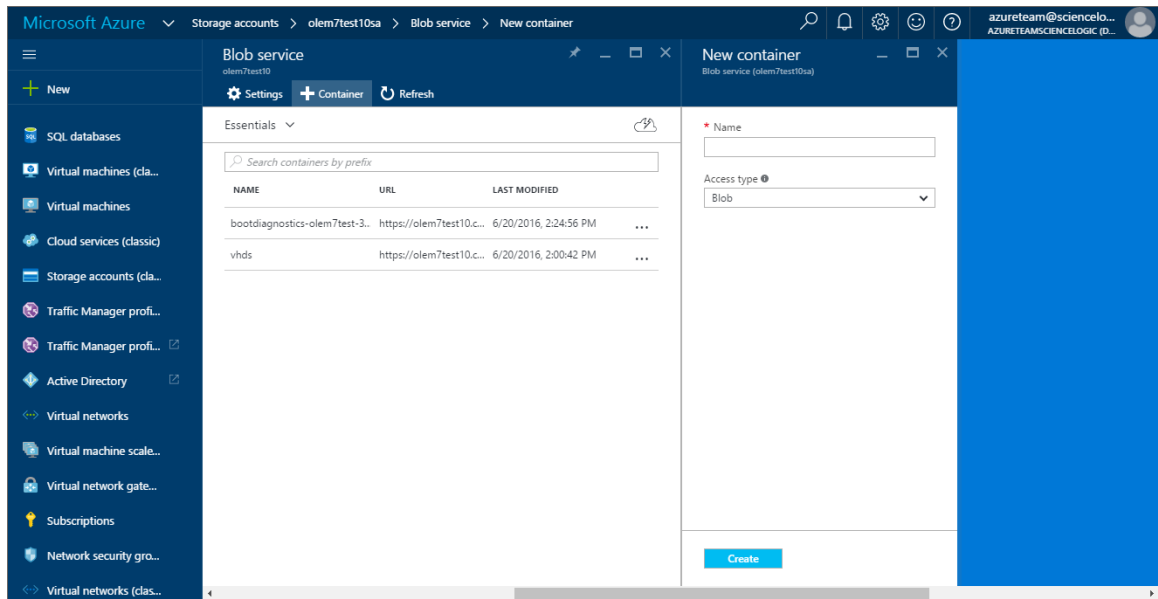 Microsoft Azure Storage accounts > olem7test10sa > Blob service > New container
azureteam@sciencelo...
AZURETEAMSCIENCELOGIC (D...
New
SQL databases
Virtual machines (cla...
Virtual machines
Cloud services (classic)
Storage accounts (cla...
Traffic Manager profi...
Traffic Manager profi...
Active Directory
Virtual networks
Virtual machine scale...
Virtual network gate...
Subscriptions
Network security gro...
Virtual networks (clas...
Blob service
olem7test10
Settings Container Refresh
Essentials
Search containers by prefix
NAME URL LAST MODIFIED
bootdiagnostics-olem7test-3.. https://olem7test10.c... 6/20/2016, 2:24:56 PM ...
vhds https://olem7test10.c... 6/20/2016, 2:00:42 PM ...
New container
Blob service (olem7test10sa)
* Name
Access type
Blob
Create